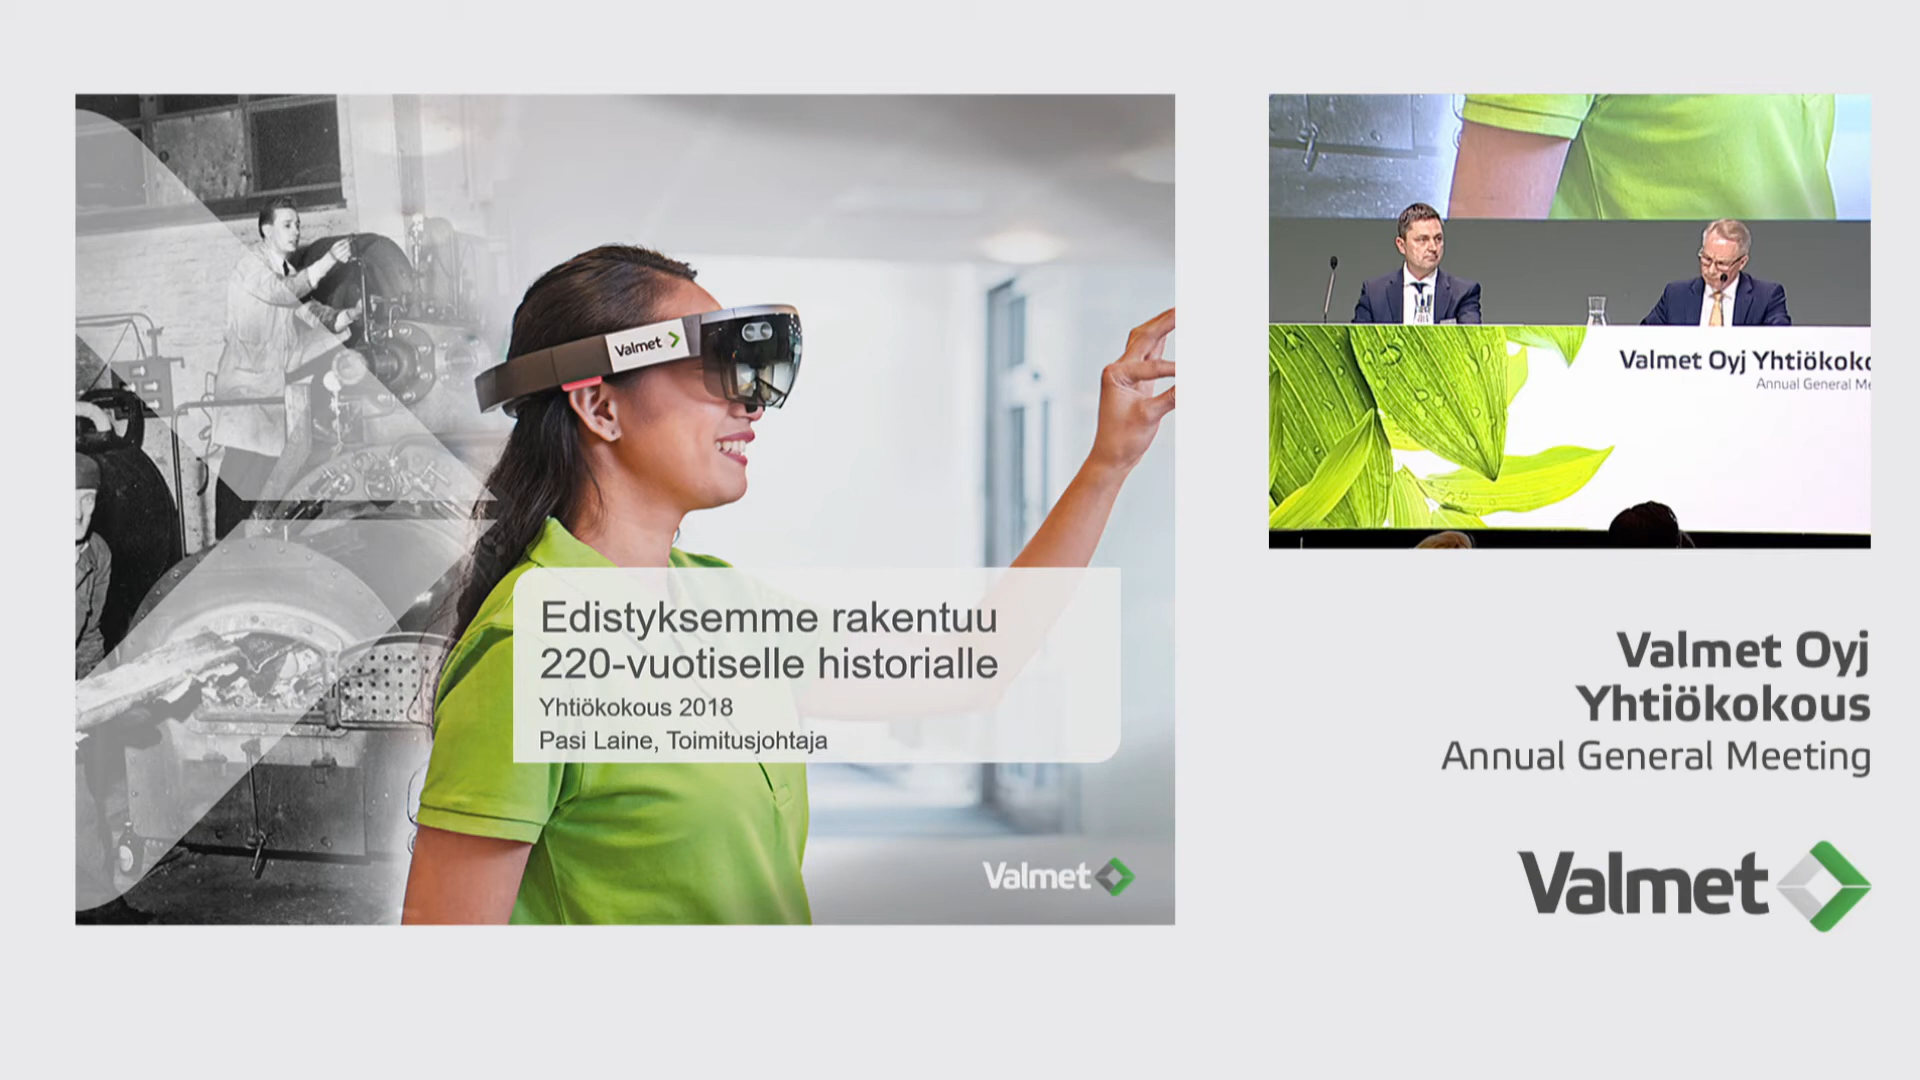 Valmet
Edistyksemme rakentuu
220-vuotiselle historialle
Yhtiökokous 2018
Pasi Laine, Toimitusjohtaja
Valmet
Valmet Oyj Yhtiökoko
Annual General Me
Valmet Oyj
Yhtiökokous
Annual General Meeting
Valmet